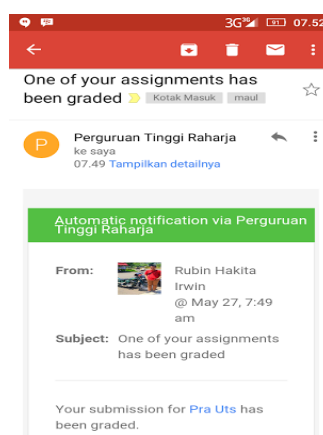 3G 3G 91 07.52
One of your assignments has
been graded Kotak Masuk maul
P Perguruan Tinggi Raharja
ke saya
07.49 Tampilkan detailnya
Automatic notification via Perguruan
Tinggi Raharja
From: Rubin Hakita
Irwin
@ May 27, 7:49
am
Subject: One of your assignments
has been graded
Your submission for Pra Uts has
been graded.